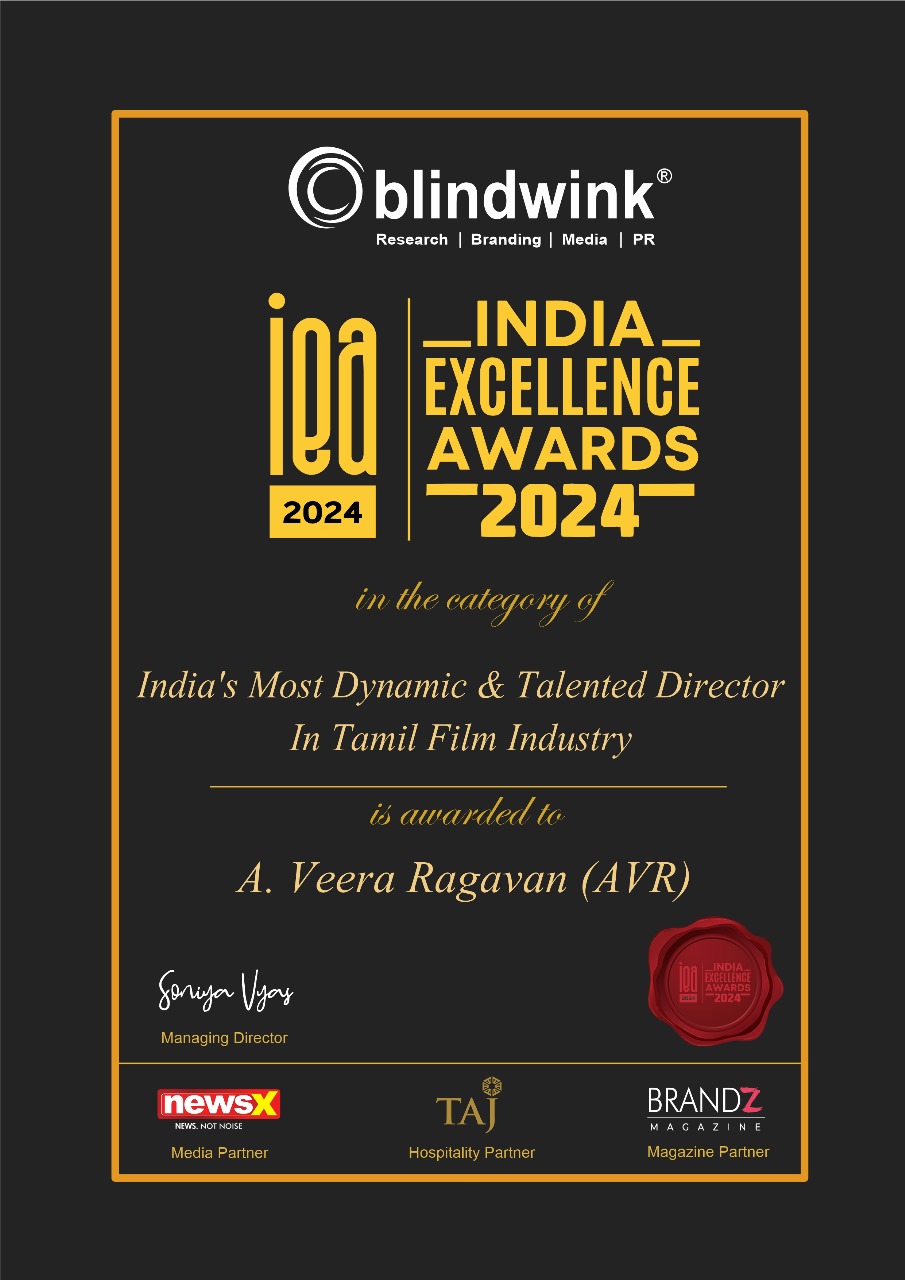 blindwink®
Research | Branding | Media | PR
iea
2024
INDIA
EXCELLENCE
AWARDS
2024
in the category of
India's Most Dynamic & Talented Director
In Tamil Film Industry
is awarded to
A. Veera Ragavan (AVR)
Soniya Vyas
Managing Director
iea
2024
INDIA
EXCELLENCE
AWARDS
2024
newsX
NEWS. NOT NOISE
Media Partner
TAJ
Hospitality Partner
BRANDZ
MAGAZINE
Magazine Partner